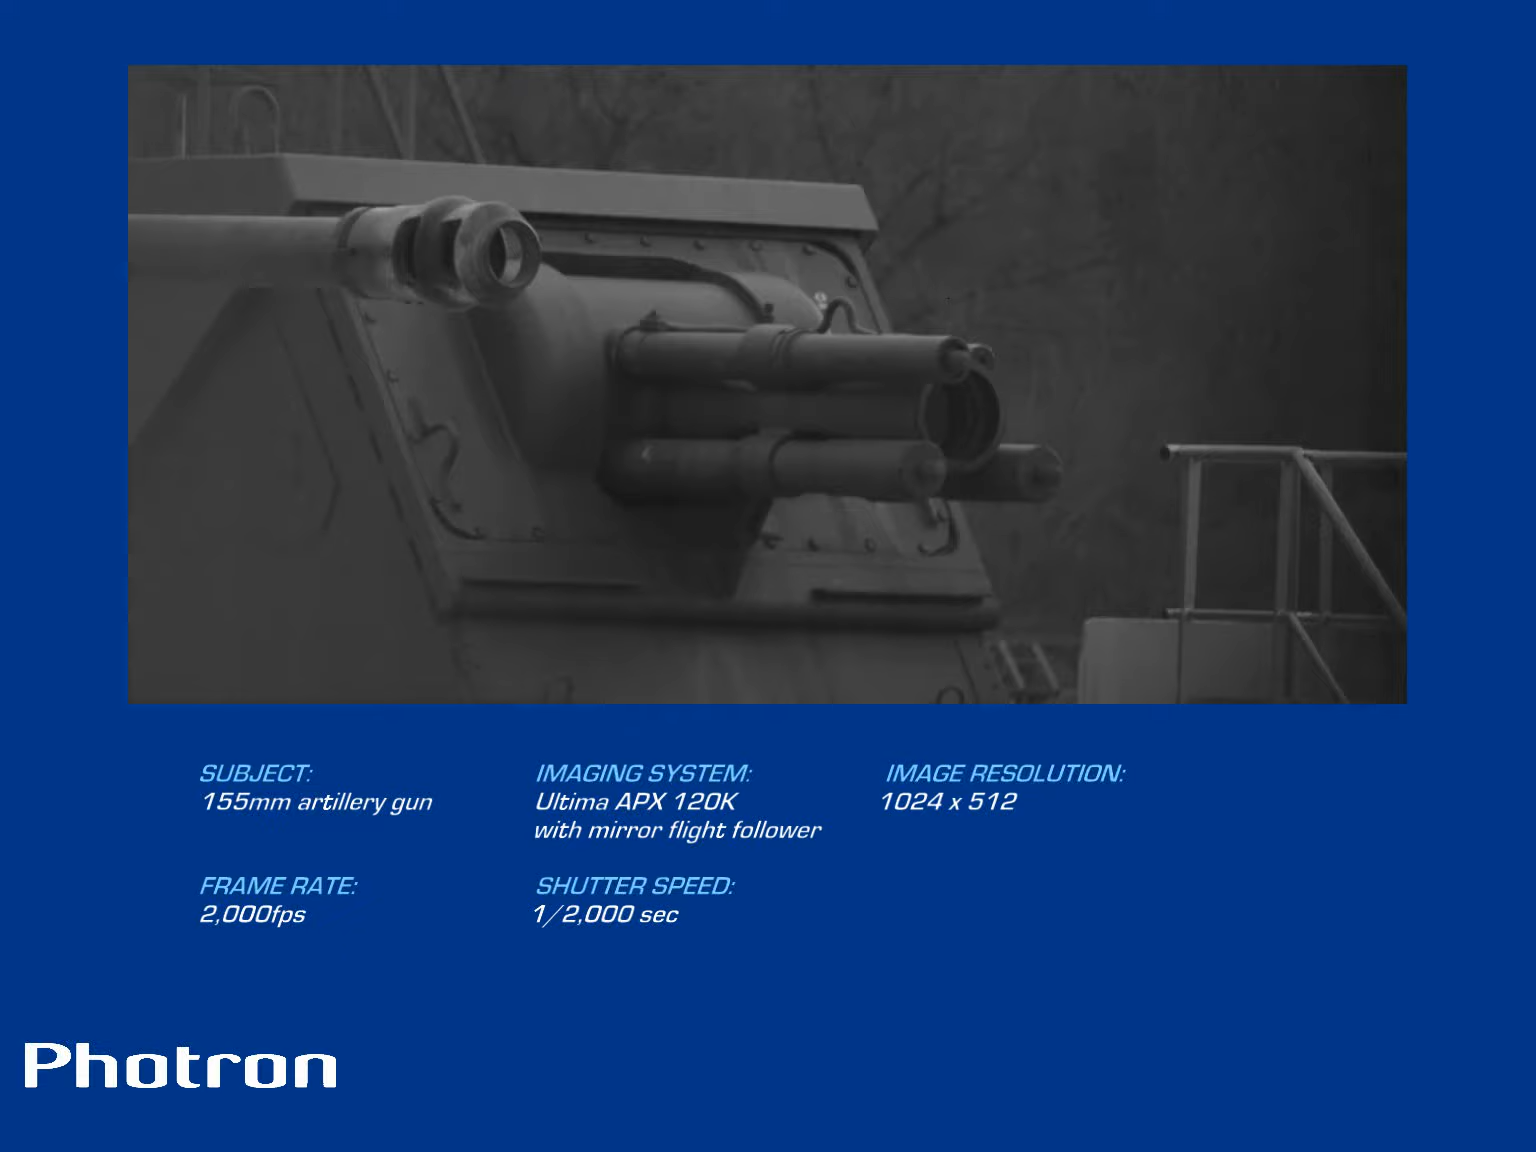 SUBJECT:
155mm artillery gun
IMAGING SYSTEM:
Ultima APX 120K
with mirror flight follower
IMAGE RESOLUTION:
1024 x 512
FRAME RATE:
2,000fps
SHUTTER SPEED:
1/2,000 sec
Photron